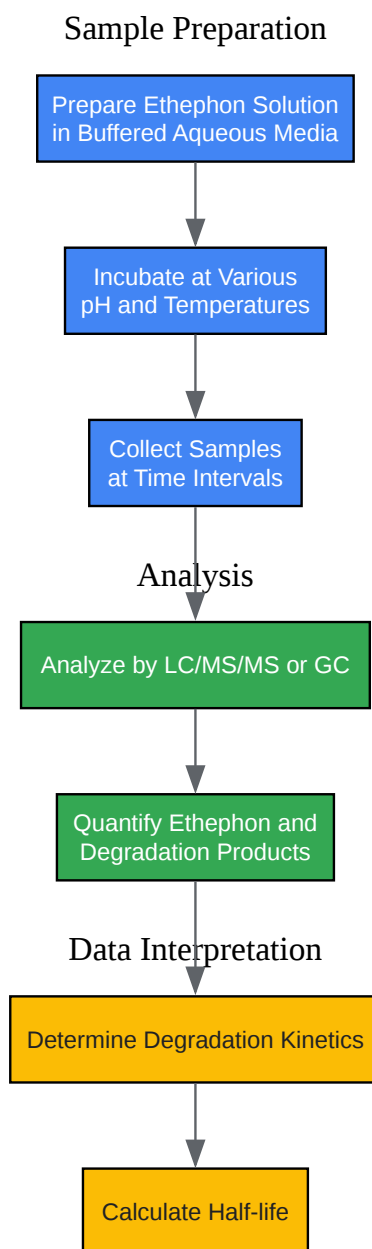 Sample Preparation
Prepare Ethephon Solution
in Buffered Aqueous Media
Incubate at Various
pH and Temperatures
Collect Samples
at Time Intervals
Analysis
Analyze by LC/MS/MS or GC
Quantify Ethephon and
Degradation Products
Data Interpretation
Determine Degradation Kinetics
Calculate Half-life